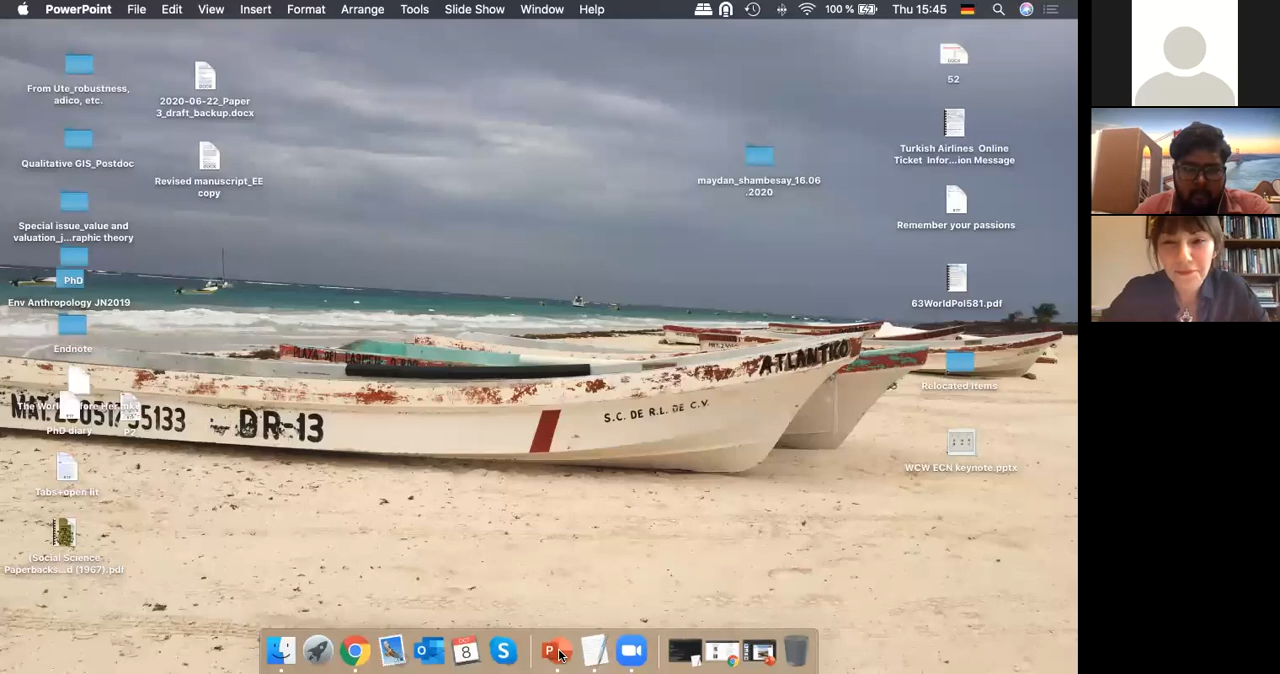 PowerPoint File Edit View Insert Format Arrange Tools Slide Show Window Help 100 % Thu 15:45
From Ute_robustness,
adico, etc.
2020-06-22_Paper
3_draft_backup.docx
52
Qualitative GIS_Postdoc
Revised manuscript_EE
copy
maydan_shambesay_16.06
.2020
Turkish Airlines Online
Ticket Infor...ion Message
Special issue_value and
valuation_j...raphic theory
Remember your passions
PhD
Env Anthropology JN2019
63WorldPol581.pdf
Endnote
ATLANTICO
Relocated Items
PhD diary
P2
DR-13
S.C. DE R.L. DE C.V.
WCW ECN keynote.pptx
Tabs+open lit
(Social Science
Paperbacks...d (1967).pdf
OCT
8
S
P